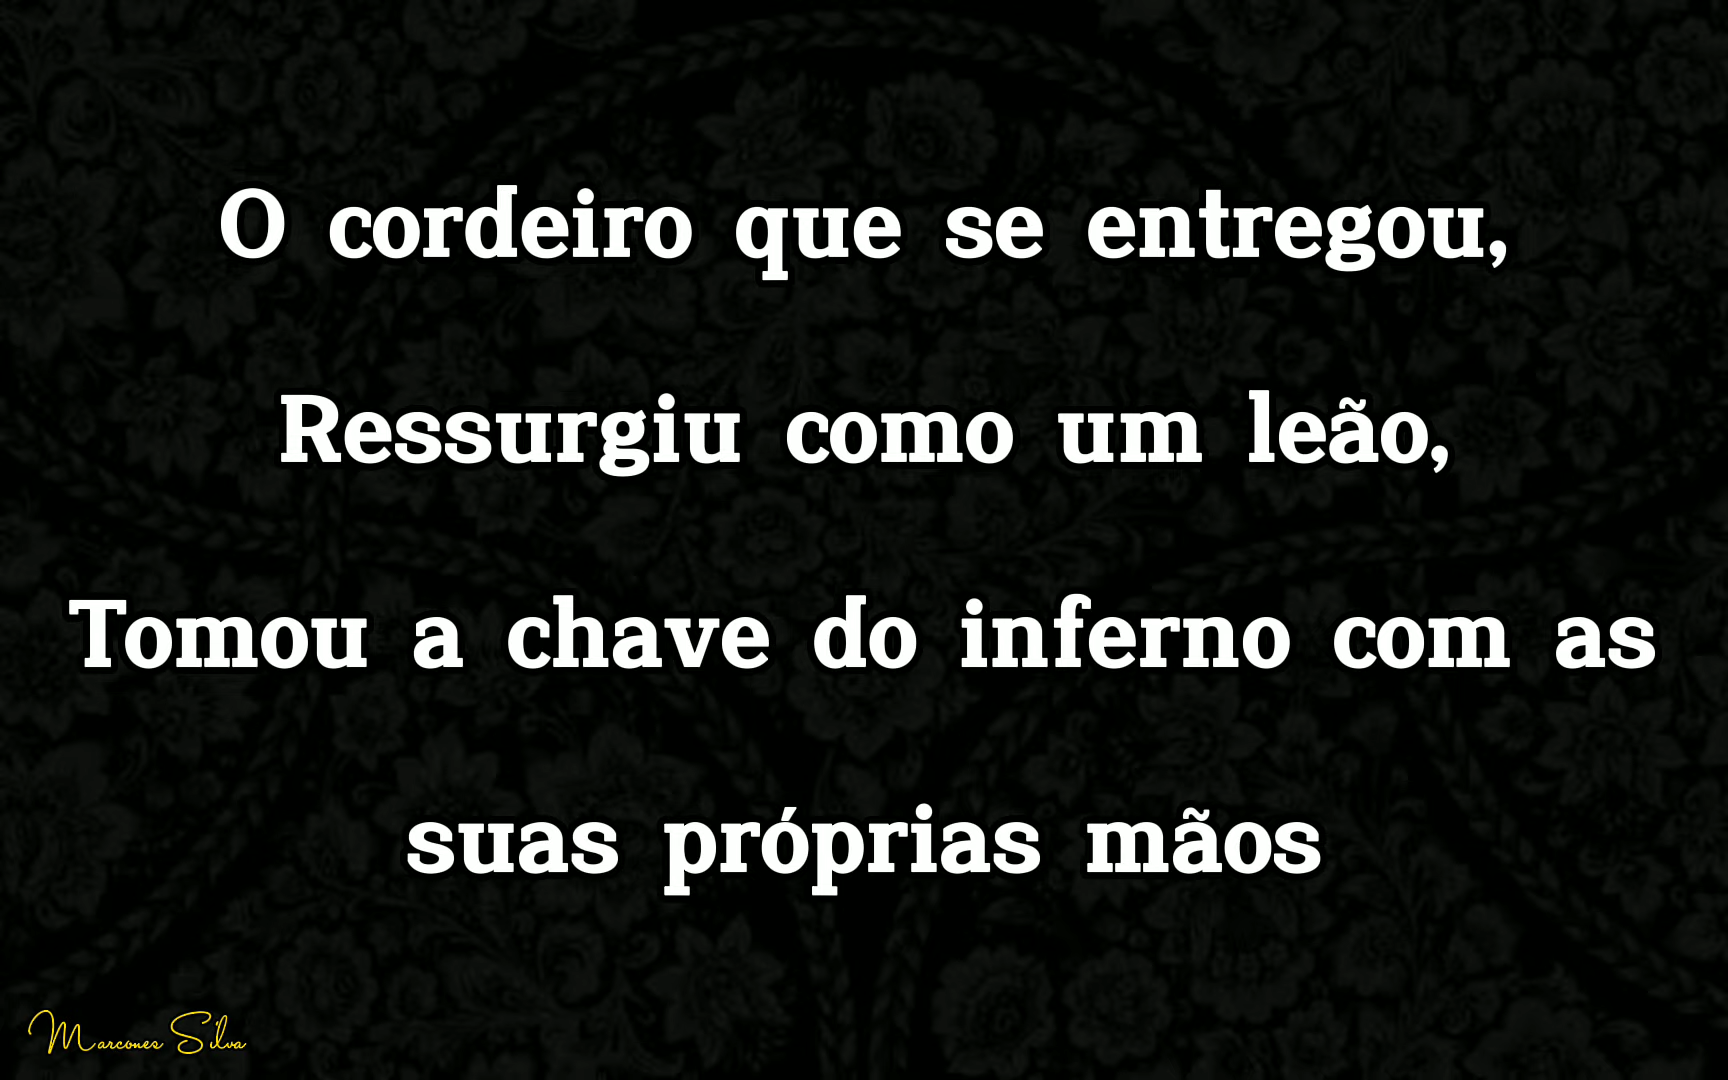 O cordeiro que se entregou,
Ressurgiu como um leão,
Tomou a chave do inferno com as
suas próprias mãos
Marcones Silva